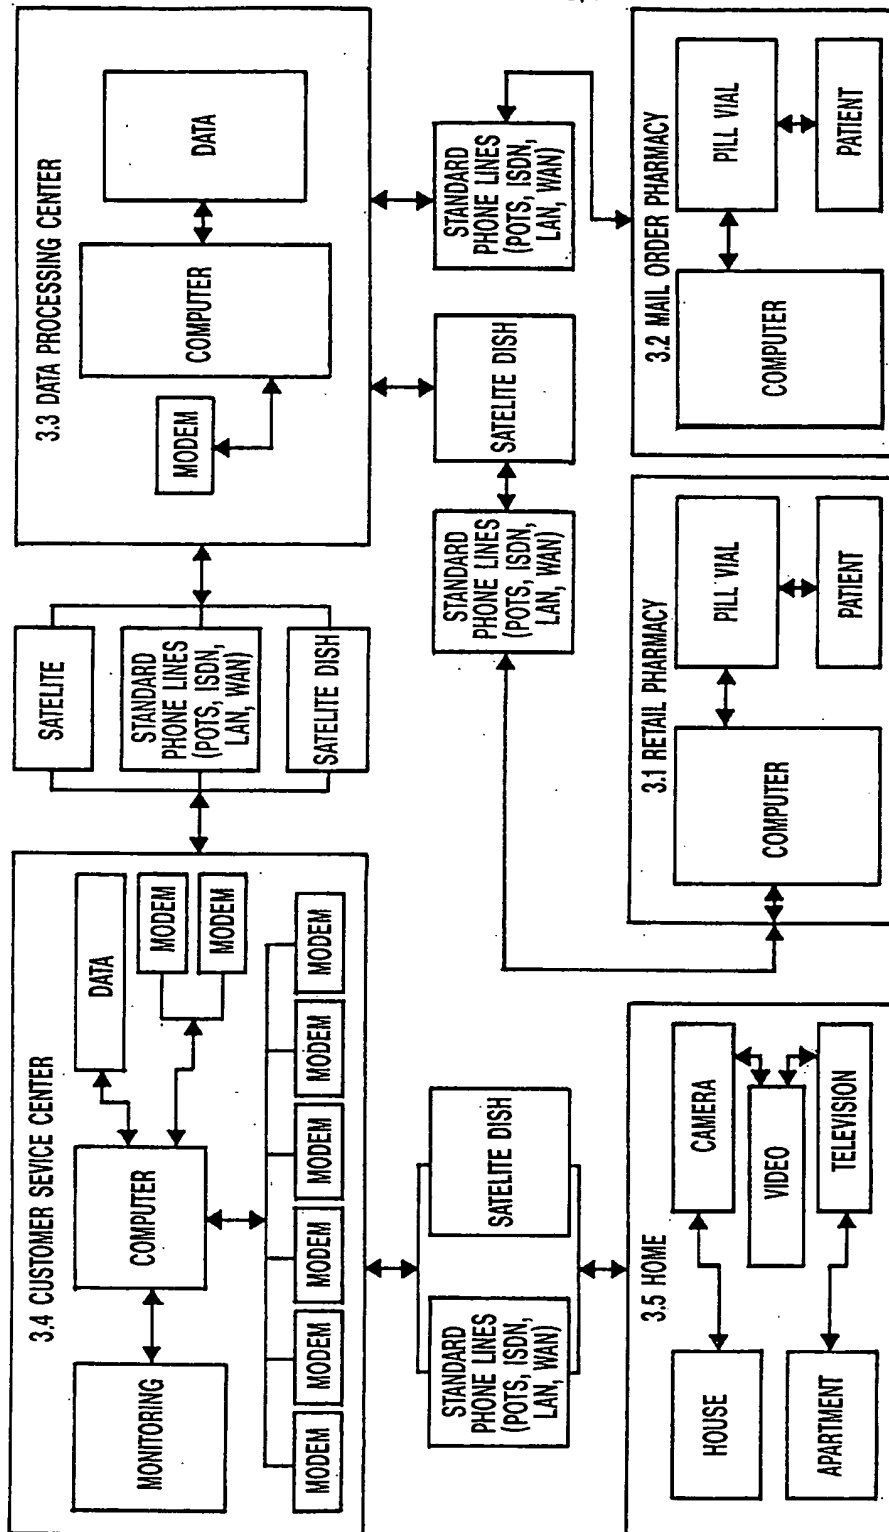 3.4 CUSTOMER SEVICE CENTER
MONITORING
COMPUTER
DATA
MODEM
MODEM
MODEM
MODEM
MODEM
MODEM
MODEM
MODEM
SATELITE
STANDARD
PHONE LINES
(POTS, ISDN,
LAN, WAN)
SATELITE DISH
3.3 DATA PROCESSING CENTER
MODEM
COMPUTER
DATA
STANDARD
PHONE LINES
(POTS, ISDN,
LAN, WAN)
SATELITE DISH
STANDARD
PHONE LINES
(POTS, ISDN,
LAN, WAN)
SATELITE DISH
STANDARD
PHONE LINES
(POTS, ISDN,
LAN, WAN)
3.5 HOME
HOUSE
CAMERA
VIDEO
APARTMENT
TELEVISION
3.1 RETAIL PHARMACY
COMPUTER
PILL VIAL
PATIENT
3.2 MAIL ORDER PHARMACY
COMPUTER
PILL VIAL
PATIENT